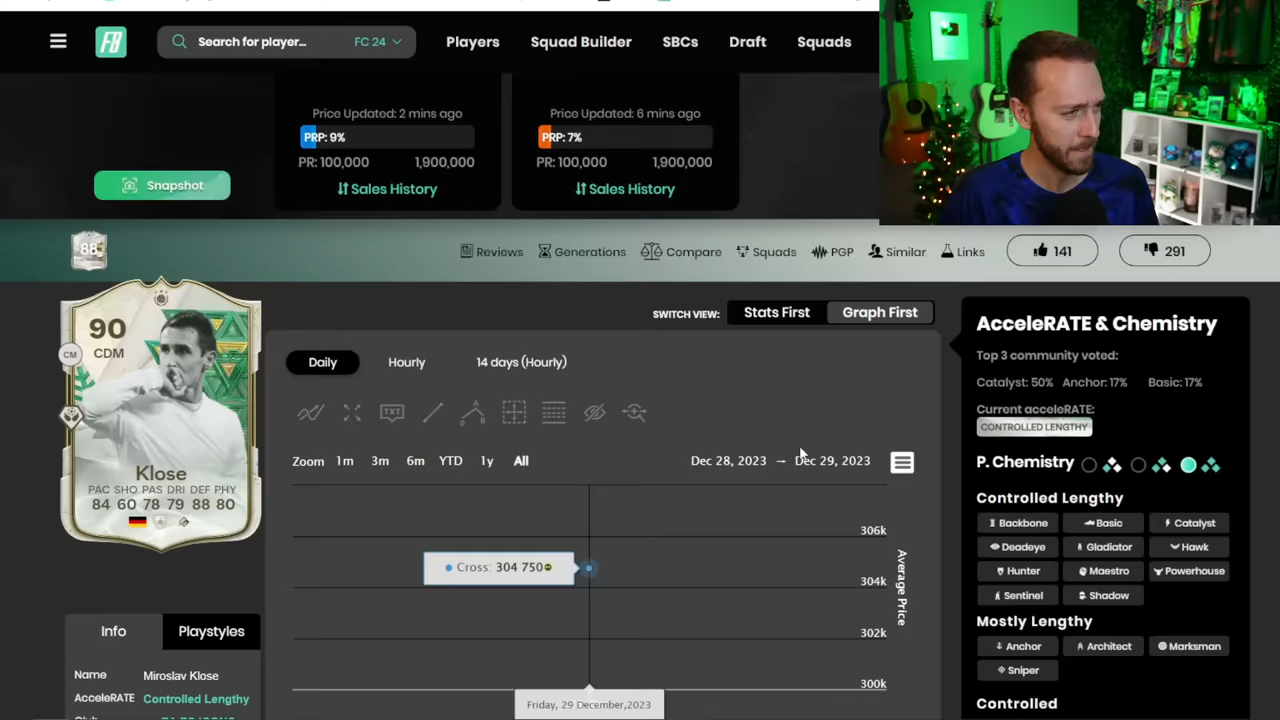 FB
Search for player...
FC 24
Players
Squad Builder
SBCs
Draft
Squads
Price Updated: 2 mins ago
Price Updated: 6 mins ago
PRP: 9%
PRP: 7%
PR: 100,000
1,900,000
PR: 100,000
1,900,000
Snapshot
Sales History
Sales History
88
Reviews
Generations
Compare
Squads
PGP
Similar
Links
141
291
SWITCH VIEW:
Stats First
Graph First
90
CDM
CM
Klose
PAC SHO PAS DRI DEF PHY
84 60 78 79 88 80
Daily
Hourly
14 days (Hourly)
TXT
Zoom
1m
3m
6m
YTD
1y
All
Dec 28, 2023 → Dec 29, 2023
306k
304k
302k
300k
Average Price
Cross: 304 750
Friday, 29 December,2023
AcceleRATE & Chemistry
Top 3 community voted:
Catalyst: 50% Anchor: 17% Basic: 17%
Current acceleRATE:
CONTROLLED LENGTHY
P. Chemistry
Controlled Lengthy
Backbone
Basic
Catalyst
Deadeye
Gladiator
Hawk
Hunter
Maestro
Powerhouse
Sentinel
Shadow
Mostly Lengthy
Anchor
Architect
Marksman
Sniper
Controlled
Info
Playstyles
Name
Miroslav Klose
AcceleRATE
Controlled Lengthy